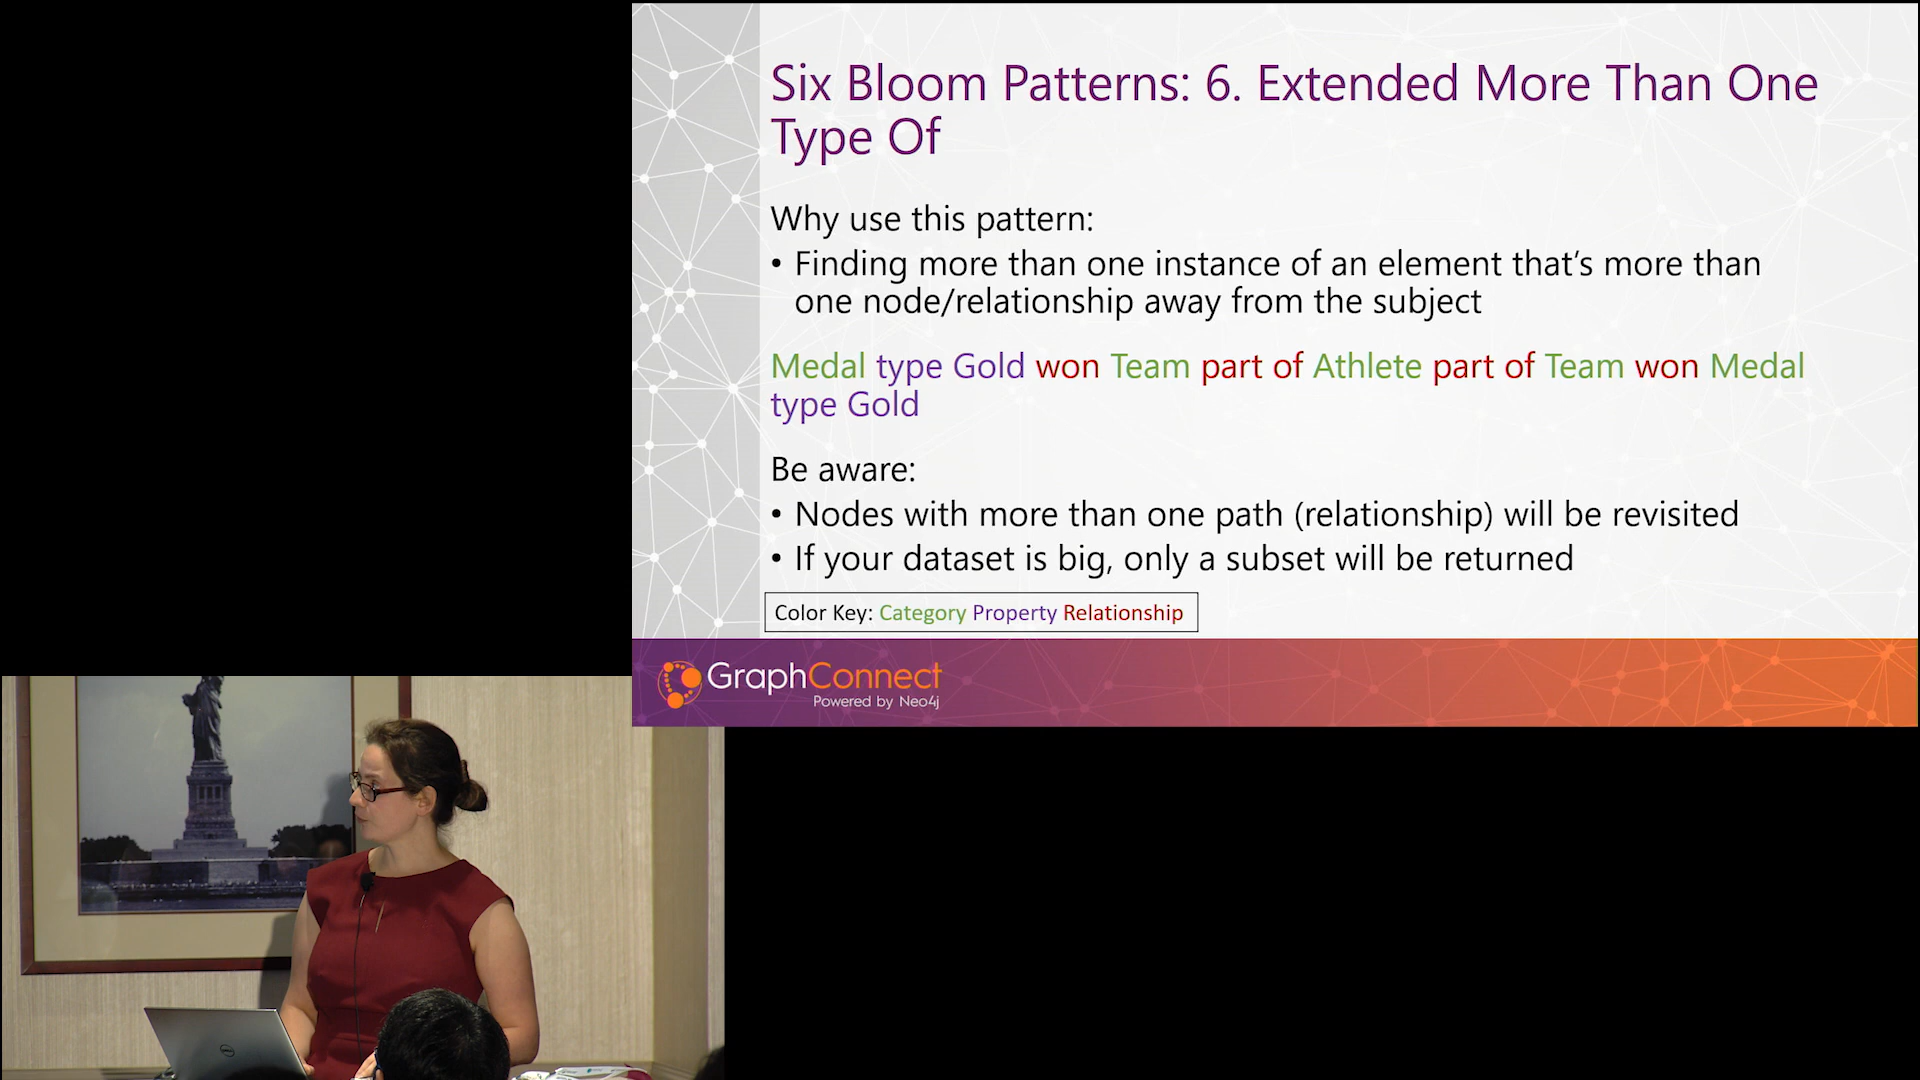 Six Bloom Patterns: 6. Extended More Than One
Type Of
Why use this pattern:
• Finding more than one instance of an element that’s more than
one node/relationship away from the subject
Medal type Gold won Team part of Athlete part of Team won Medal
type Gold
Be aware:
• Nodes with more than one path (relationship) will be revisited
• If your dataset is big, only a subset will be returned
Color Key: Category Property Relationship
GraphConnect
Powered by Neo4j
DELL